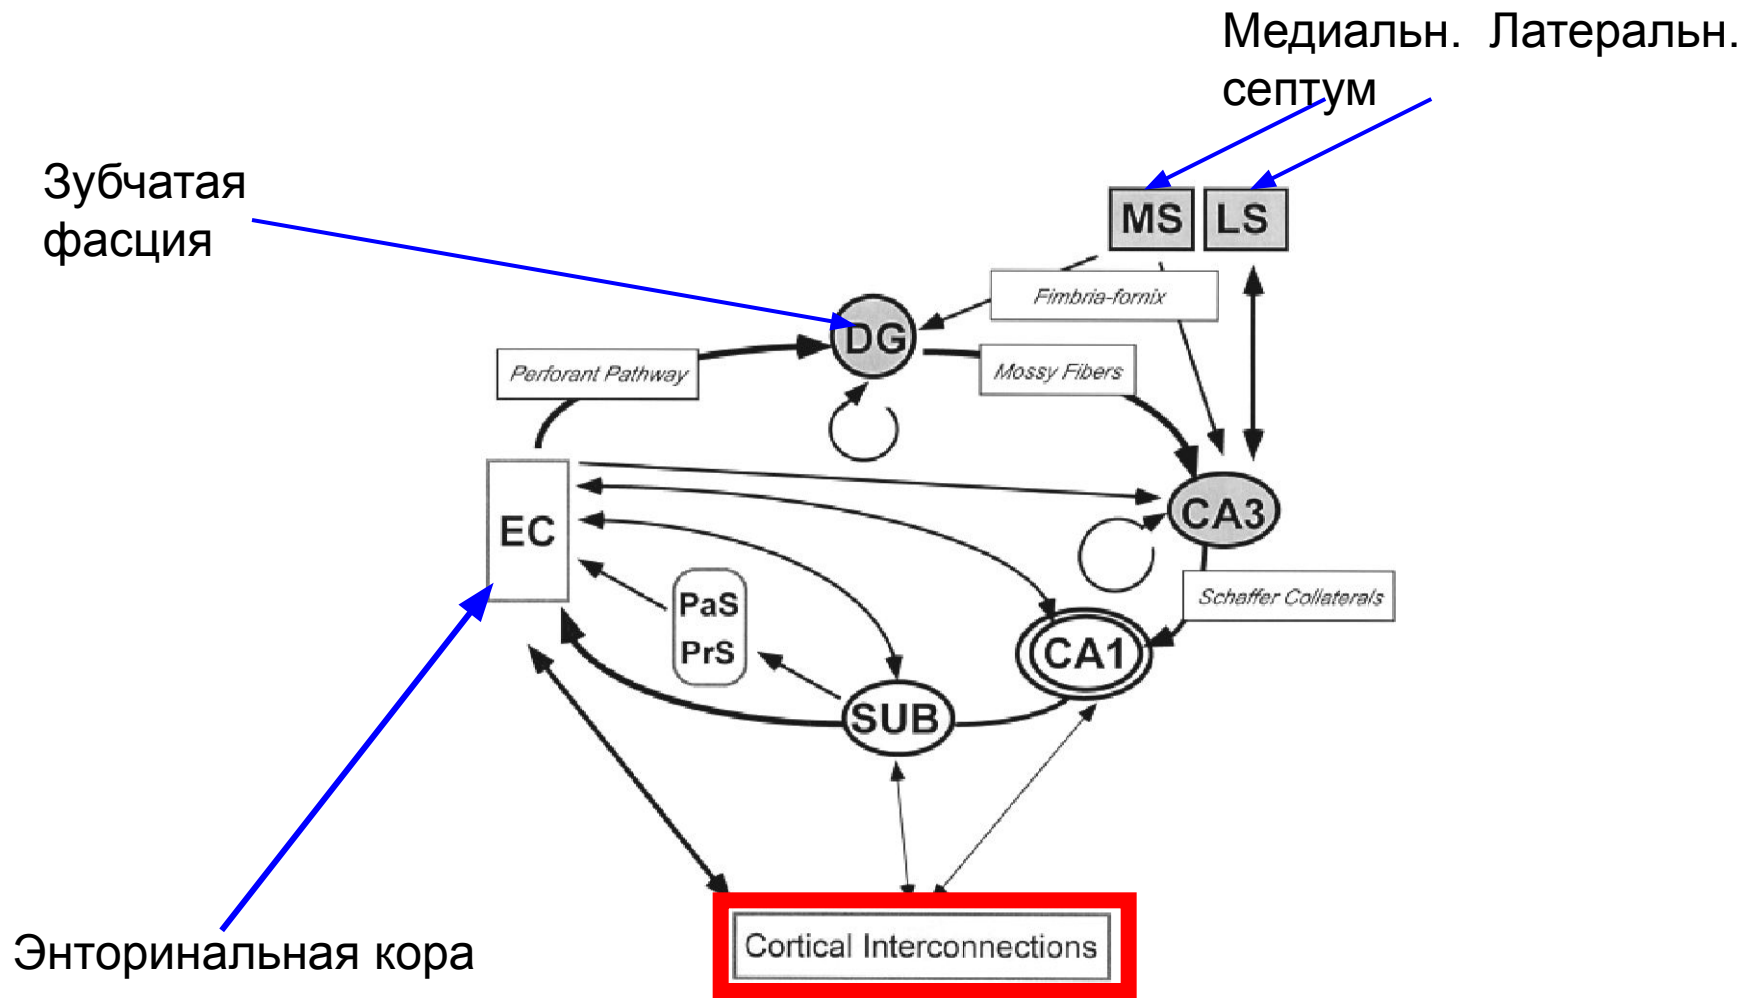 Медиальн. Латеральн.
септум
Зубчатая
фасция
MS LS
Fimbria-fornix
DG
Perforant Pathway
Mossy Fibers
EC
CA3
PaS
PrS
Schaffer Collaterals
CA1
SUB
Cortical Interconnections
Энторинальная кора